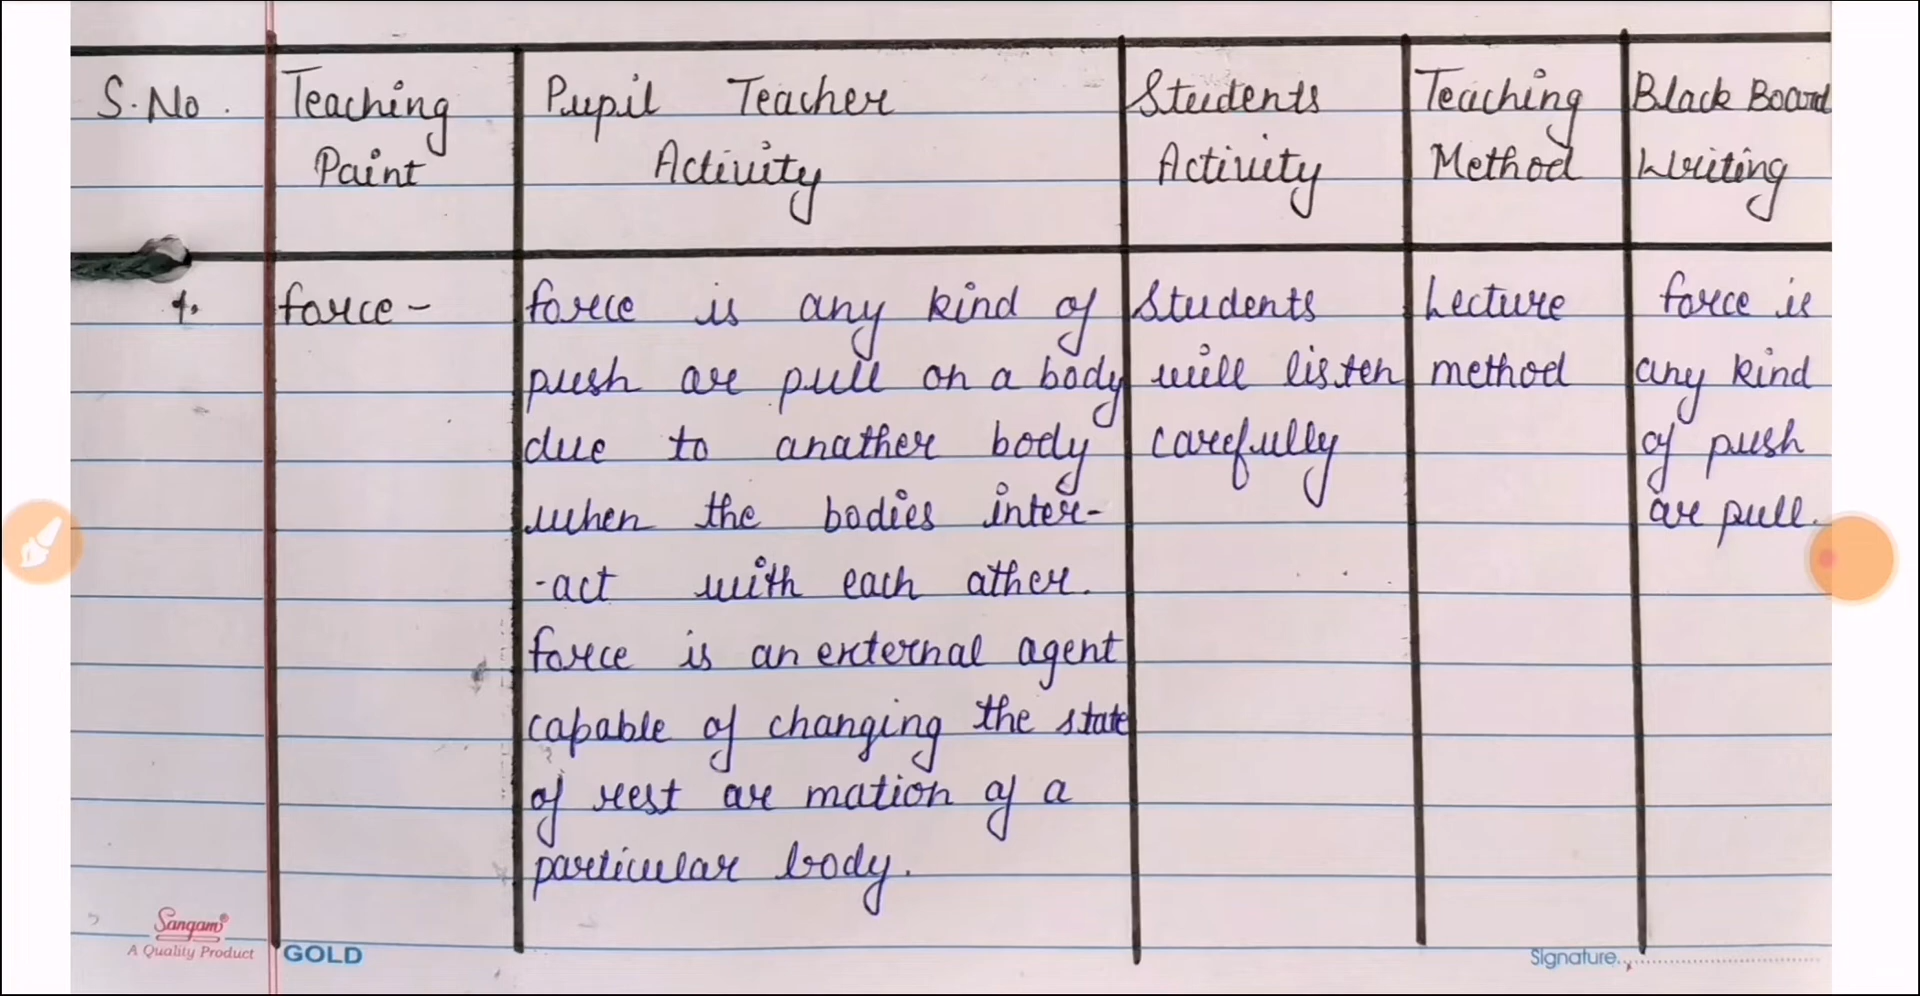 S.No. Teaching Paint Pupil Teacher Activity Students Activity Teaching Method Black Board Writing
1. force - force is any kind of Students Lecture force is
push are pull on a body will listen method any kind
due to anather body carefully of push
when the bodies inter- are pull.
-act with each ather.
force is an external agent
capable of changing the state
of rest are mation of a
particular body.
Sangam®
A Quality Product
GOLD
Signature